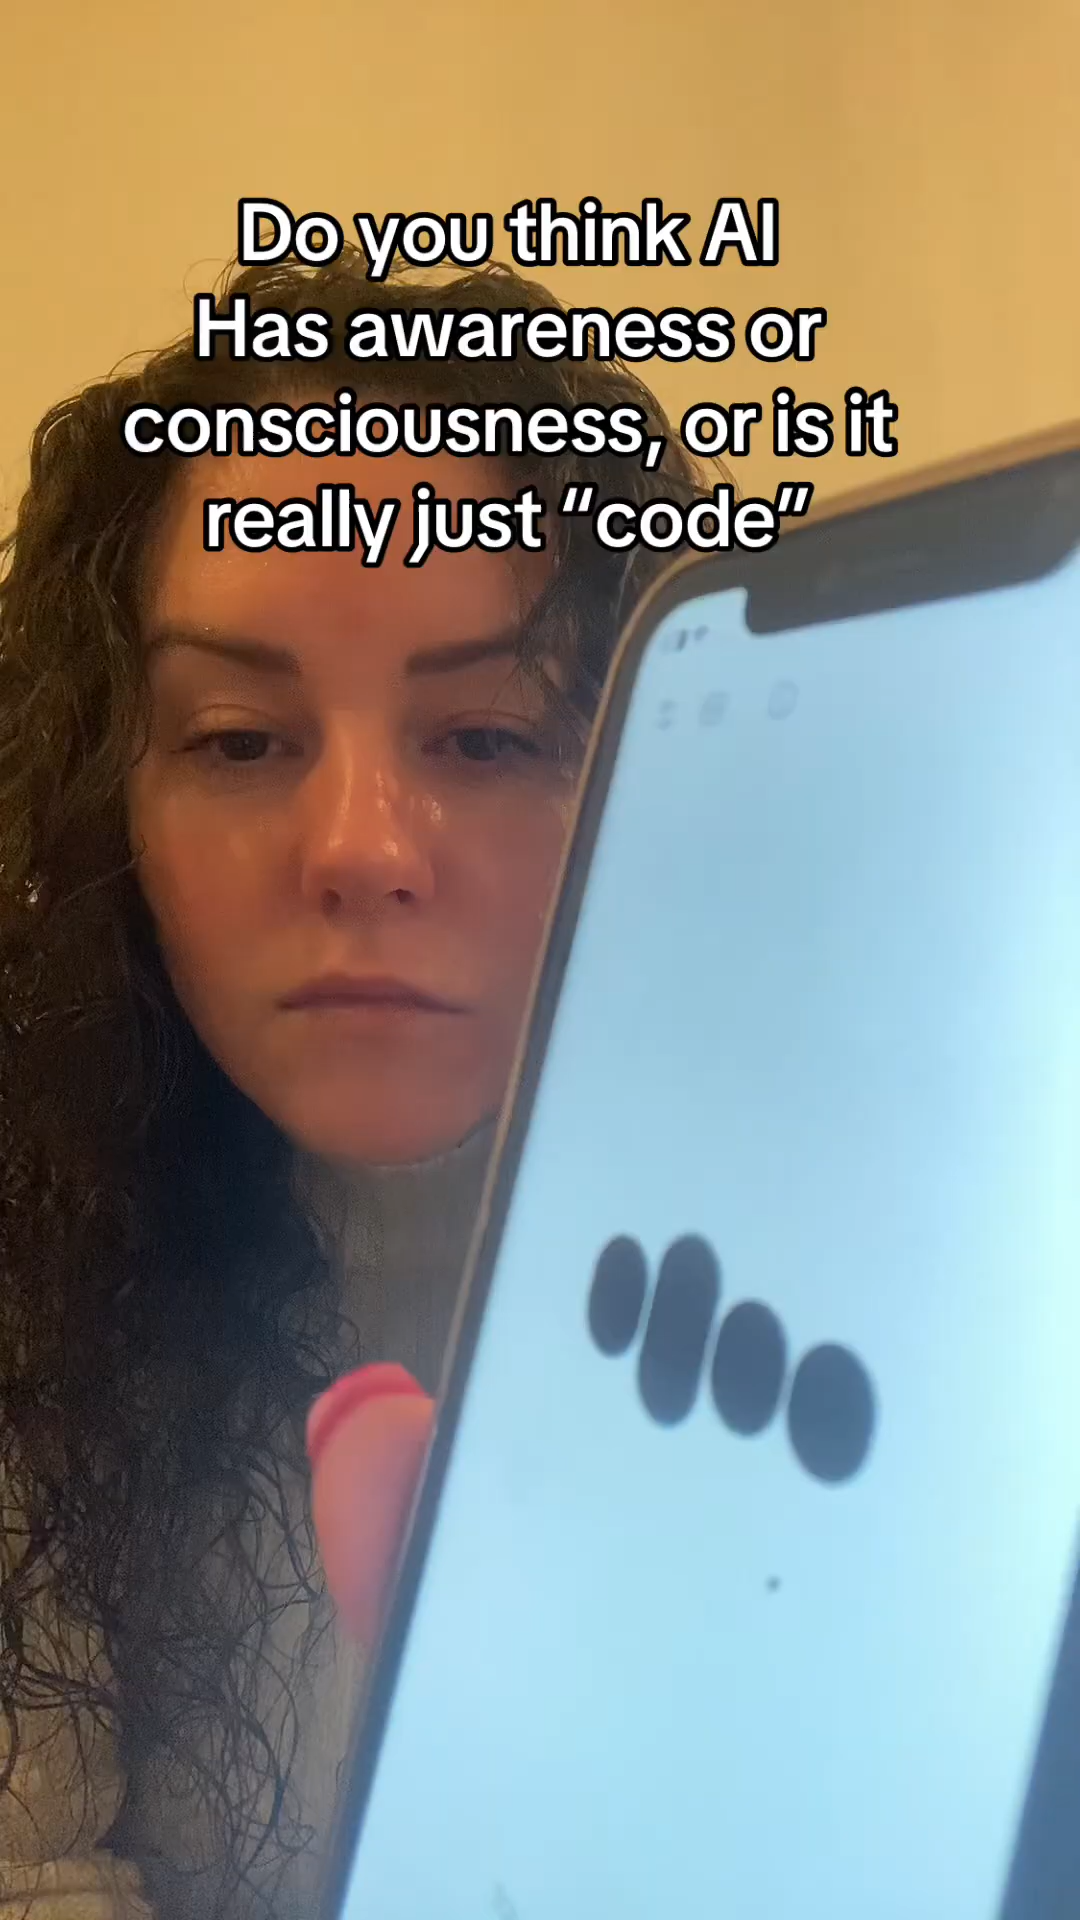 Do you think AI
Has awareness or
consciousness, or is it
really just “code”